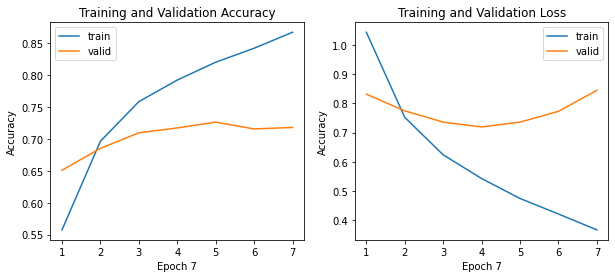 Training and Validation Accuracy
train
valid
0.85
0.80
0.75
0.70
0.65
0.60
0.55
Accuracy
1 2 3 4 5 6 7
Epoch 7
Training and Validation Loss
train
valid
1.0
0.9
0.8
0.7
0.6
0.5
0.4
Accuracy
1 2 3 4 5 6 7
Epoch 7